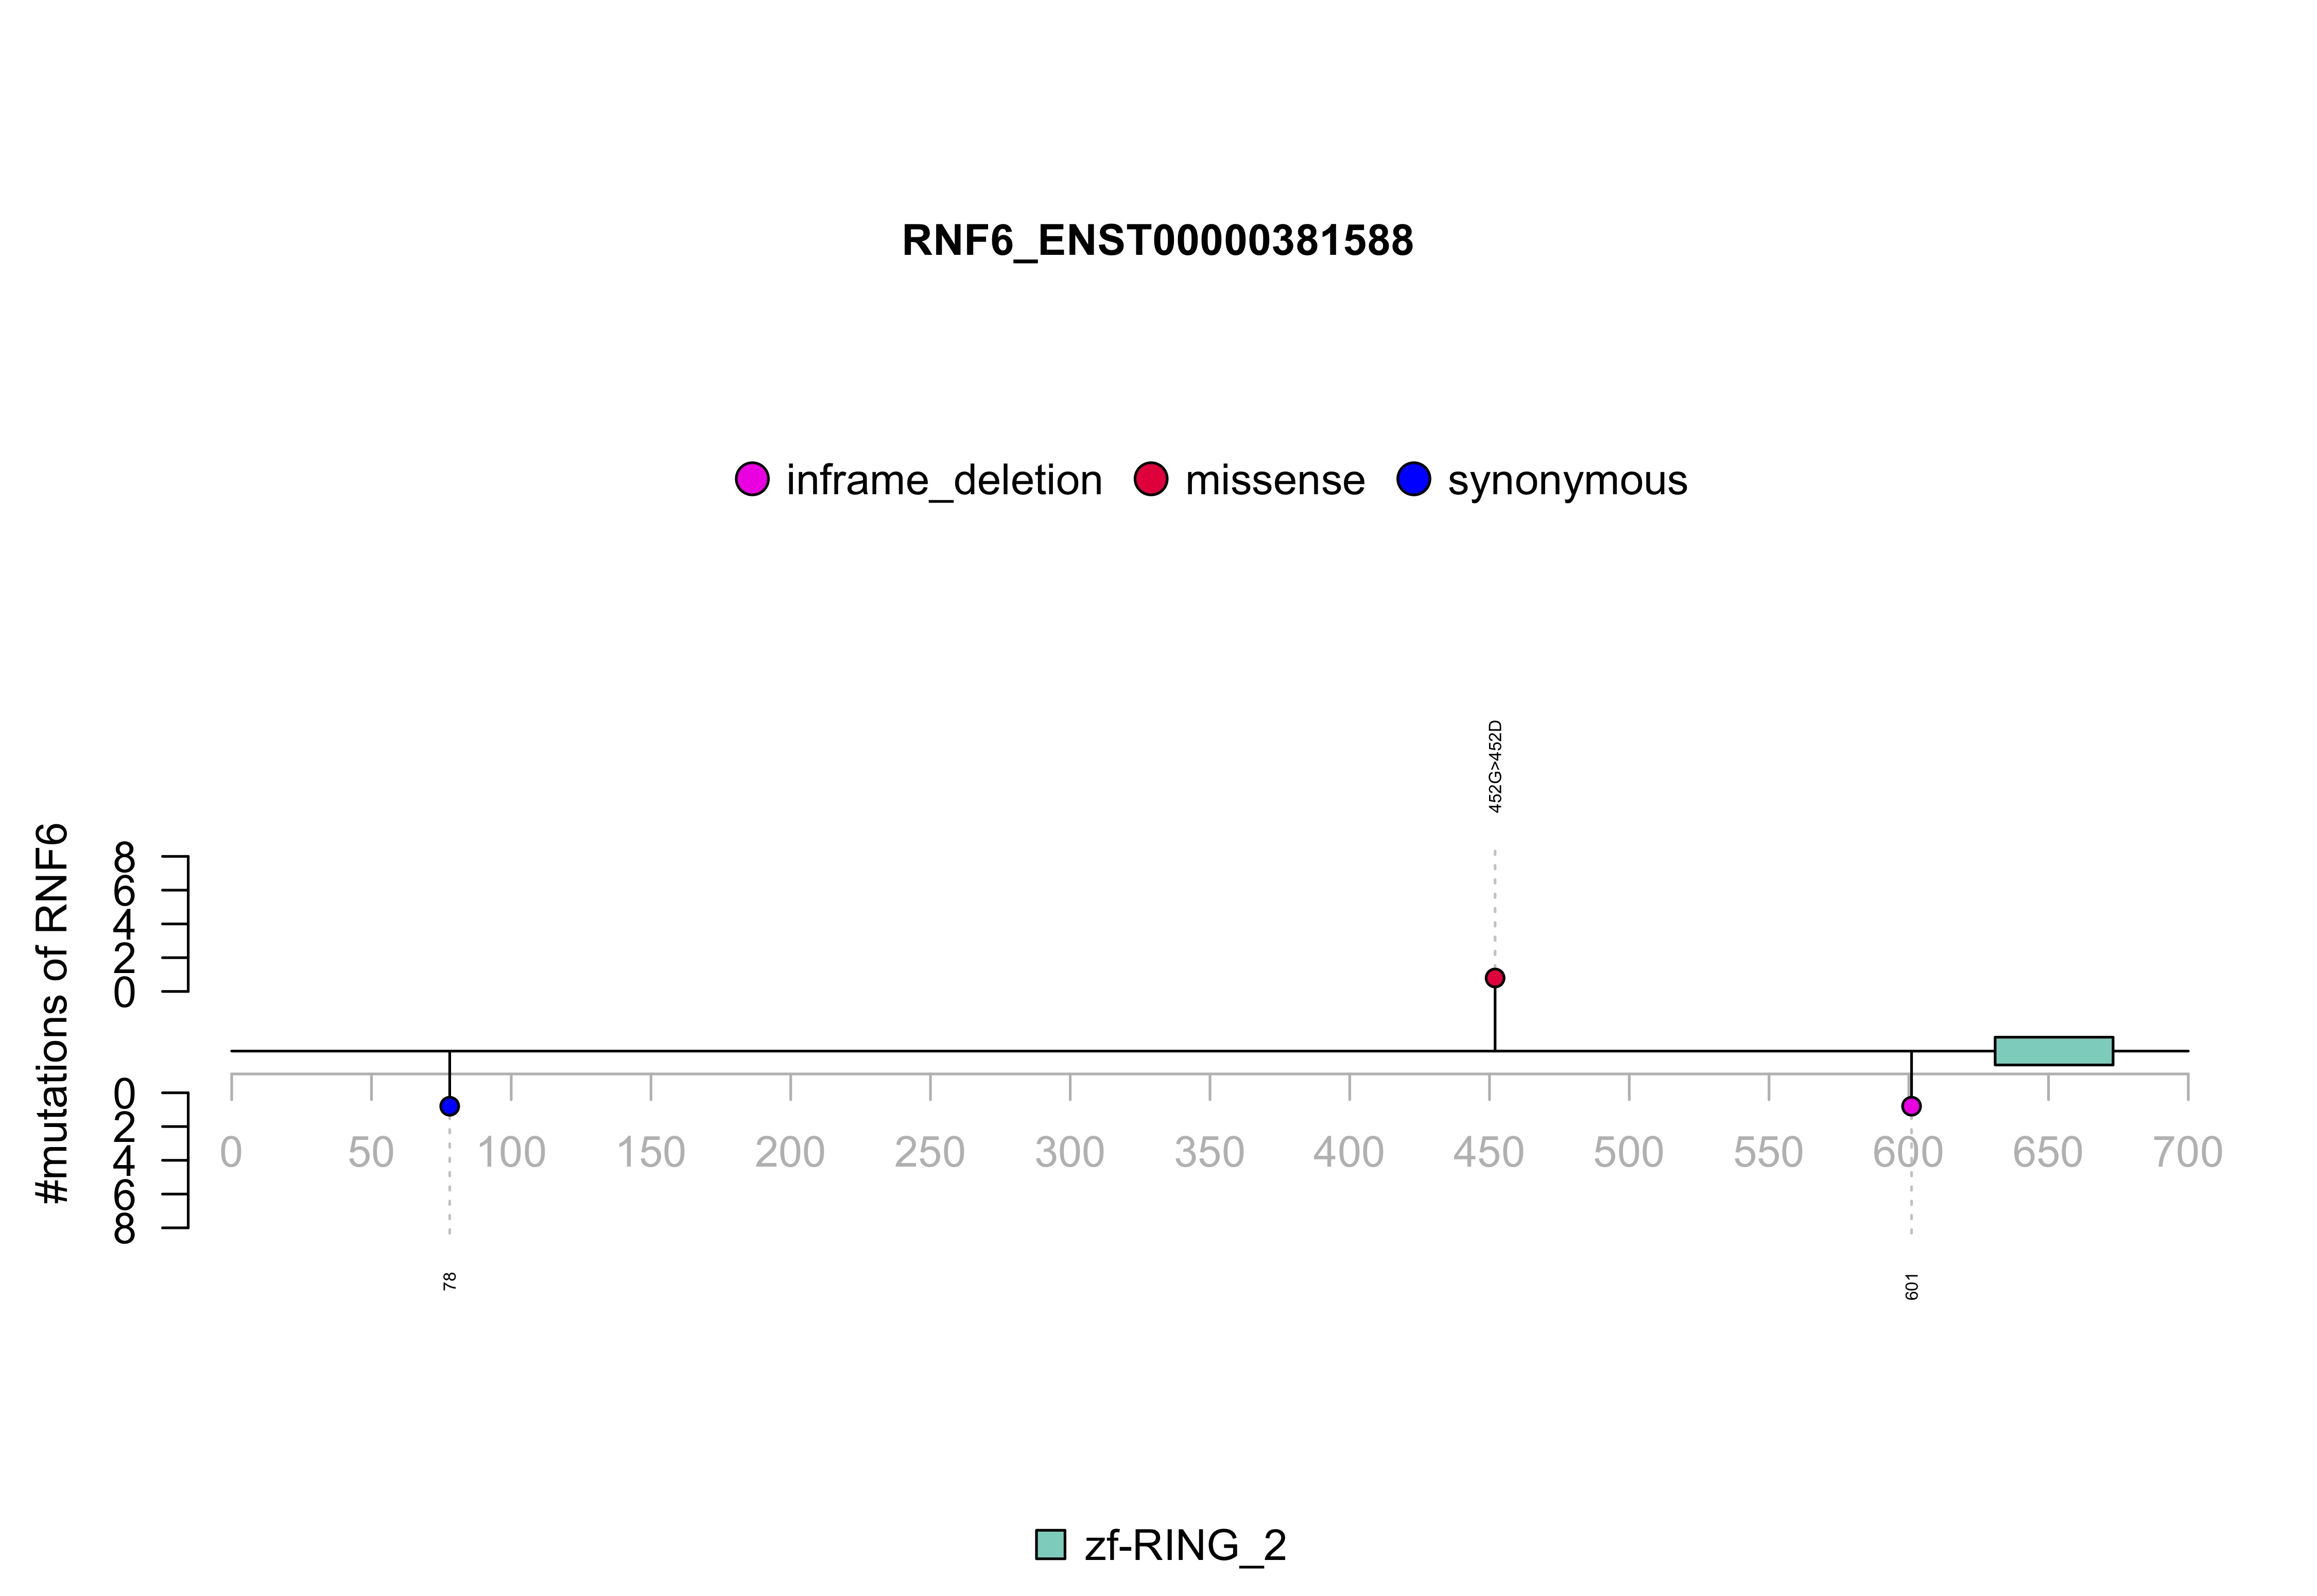 RNF6_ENST00000381588
inframe_deletion missense synonymous
452G>452D
#mutations of RNF6
8
6
4
2
0
0
2
4
6
8
0 50 100 150 200 250 300 350 400 450 500 550 600 650 700
78
601
zf-RING_2